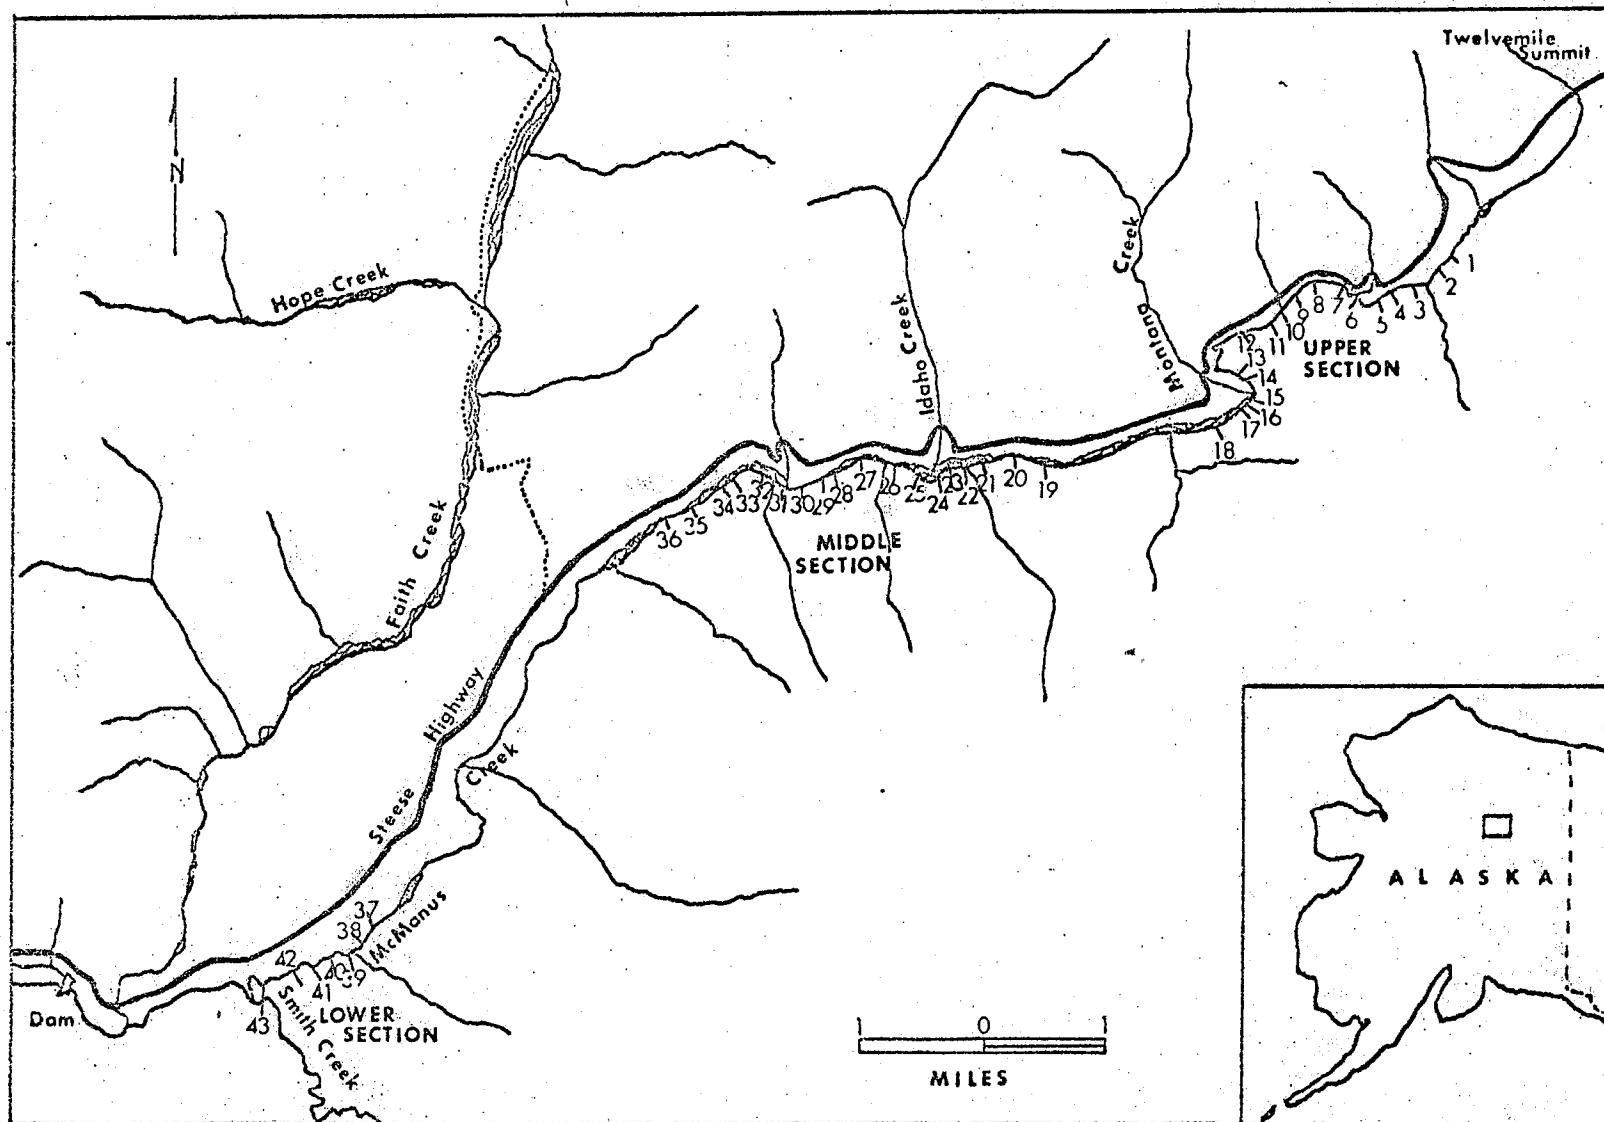 Twelvemile
Summit
N
Hope Creek
Idaho Creek
Montana Creek
1
2
3
4
5
6
7
8
9
10
11
12
13
14
15
16
17
18
UPPER
SECTION
19
20
21
22
23
24
25
26
27
28
29
30
31
32
33
34
35
36
MIDDLE
SECTION
Faith Creek
Steese Highway
McManus Creek
37
38
39
40
41
42
43
LOWER
SECTION
Smith Creek
Dam
1 0 1
MILES
ALASKA